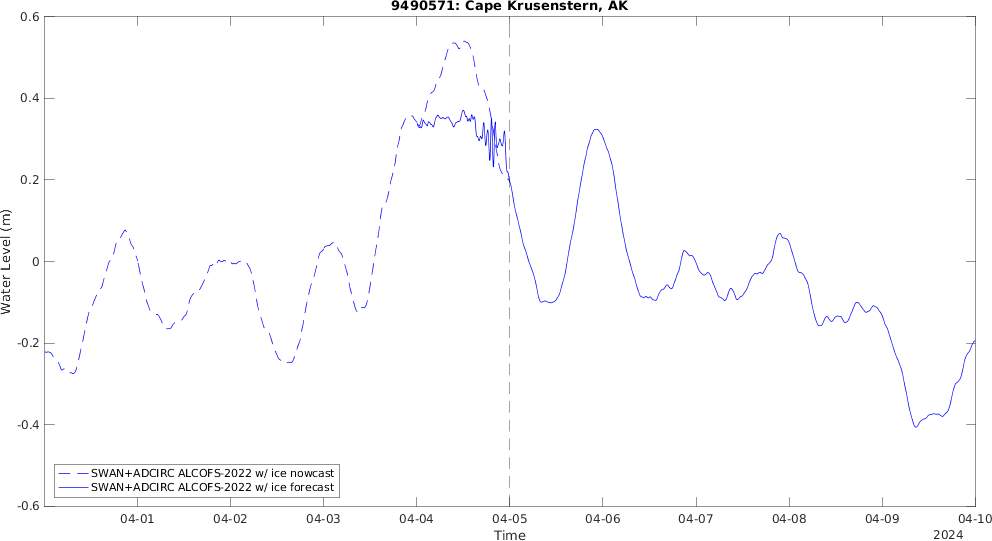 9490571: Cape Krusenstern, AK
0.6
0.4
0.2
0
-0.2
-0.4
-0.6
Water Level (m)
SWAN+ADCIRC ALCOFS-2022 w/ ice nowcast
SWAN+ADCIRC ALCOFS-2022 w/ ice forecast
04-01 04-02 04-03 04-04 04-05 04-06 04-07 04-08 04-09 04-10
Time
2024